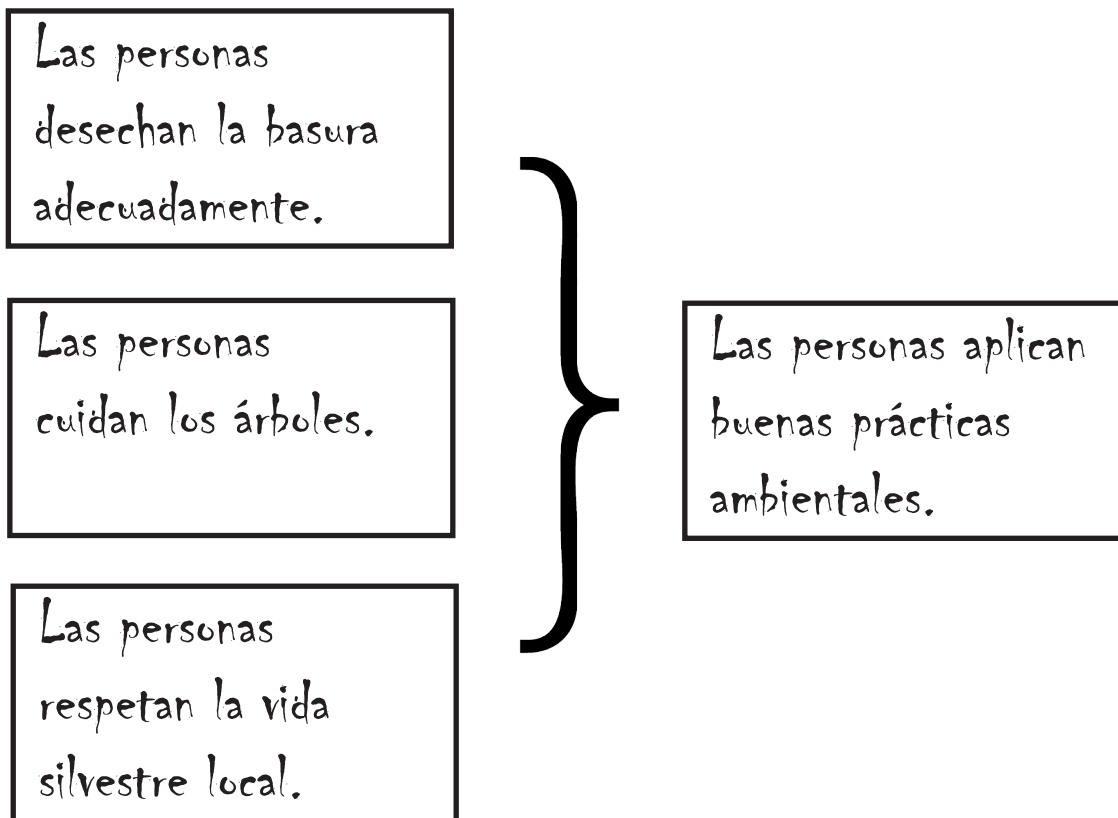 Las personas
desechan la basura
adecuadamente.
Las personas
cuidan los árboles.
Las personas
respetan la vida
silvestre local.
Las personas aplican
buenas prácticas
ambientales.